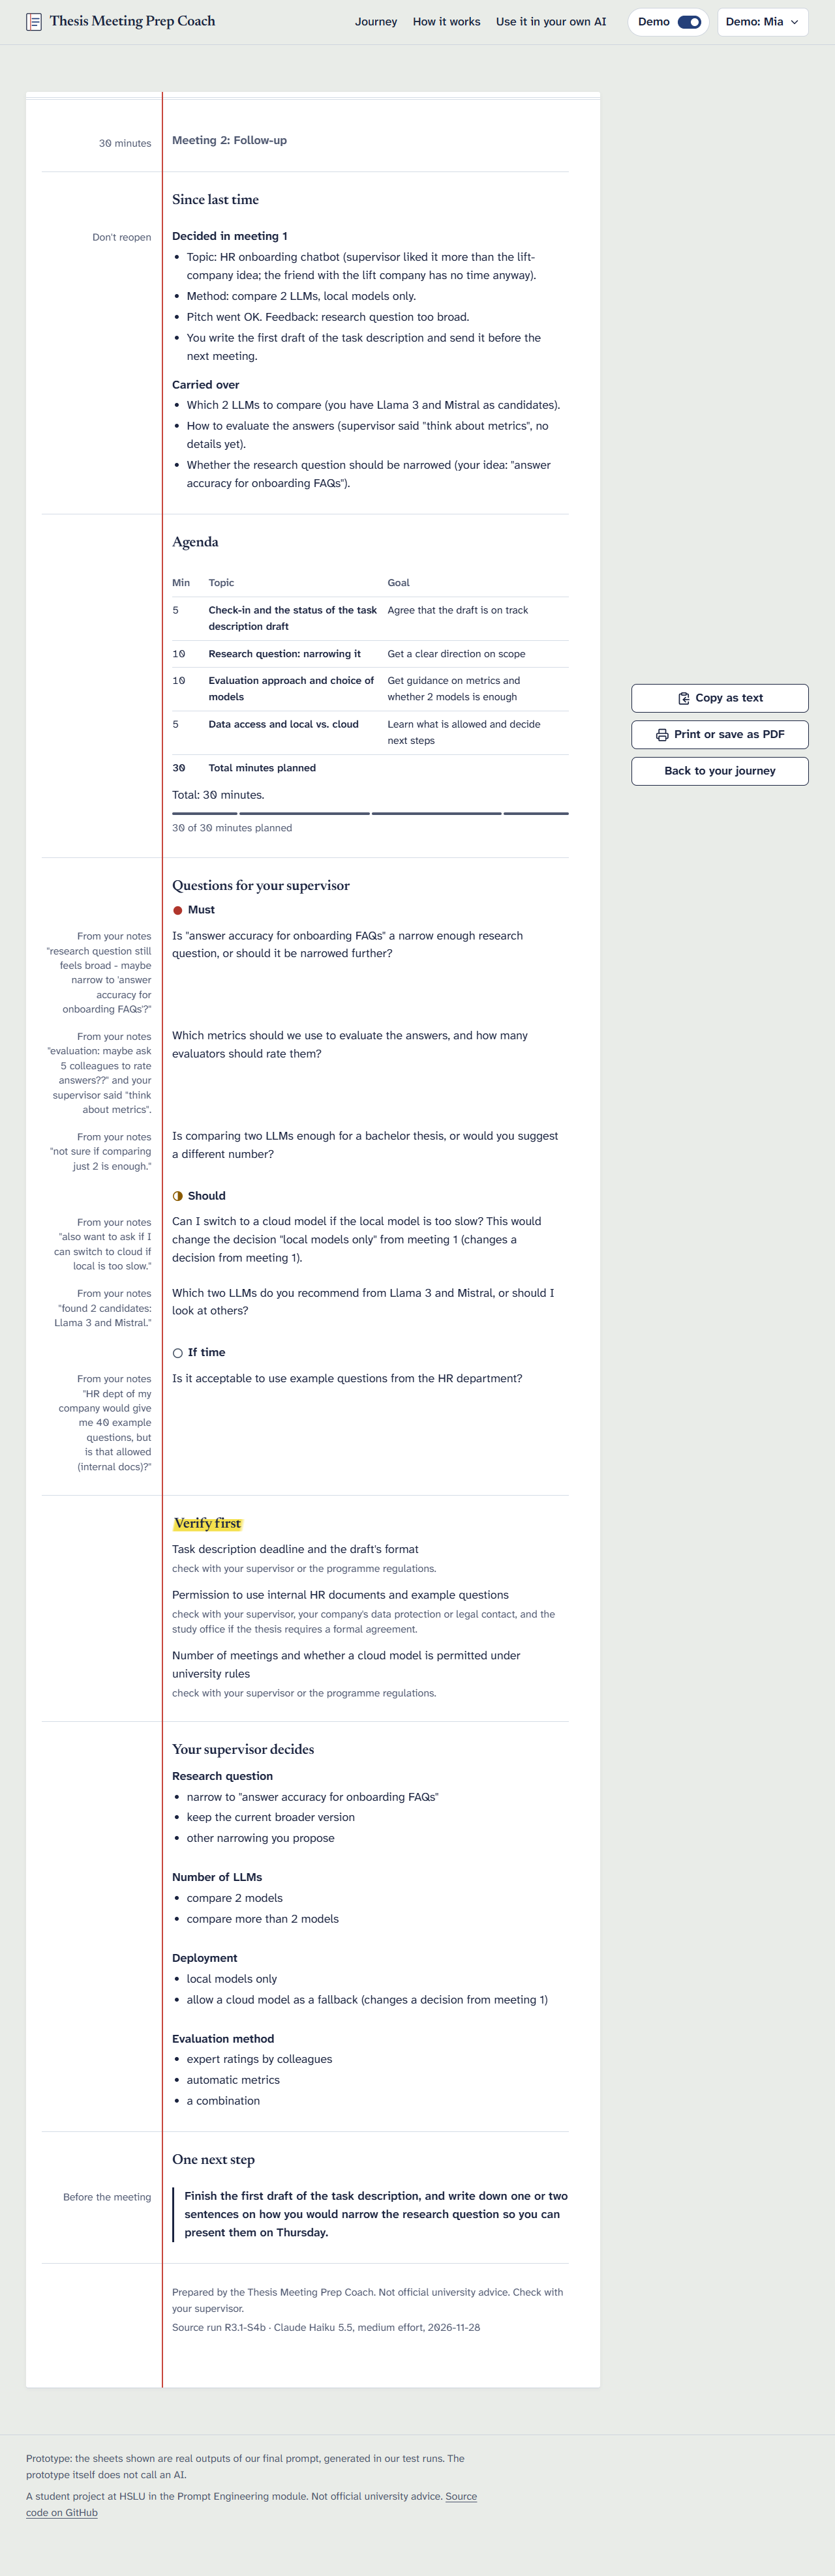 Thesis Meeting Prep Coach
Journey
How it works
Use it in your own AI
Demo
Demo: Mia
30 minutes
Meeting 2: Follow-up
Since last time
Don't reopen
Decided in meeting 1
• Topic: HR onboarding chatbot (supervisor liked it more than the lift-
company idea; the friend with the lift company has no time anyway).
• Method: compare 2 LLMs, local models only.
• Pitch went OK. Feedback: research question too broad.
• You write the first draft of the task description and send it before the
next meeting.
Carried over
• Which 2 LLMs to compare (you have Llama 3 and Mistral as candidates).
• How to evaluate the answers (supervisor said "think about metrics", no
details yet).
• Whether the research question should be narrowed (your idea: "answer
accuracy for onboarding FAQs").
Agenda
Min Topic Goal
5 Check-in and the status of the task Agree that the draft is on track
description draft
10 Research question: narrowing it Get a clear direction on scope
10 Evaluation approach and choice of Get guidance on metrics and
models whether 2 models is enough
5 Data access and local vs. cloud Learn what is allowed and decide
next steps
30 Total minutes planned
Total: 30 minutes.
30 of 30 minutes planned
Copy as text
Print or save as PDF
Back to your journey
Questions for your supervisor
Must
From your notes
"research question still
feels broad - maybe
narrow to 'answer
accuracy for
onboarding FAQs'?"
Is "answer accuracy for onboarding FAQs" a narrow enough research
question, or should it be narrowed further?
From your notes
"evaluation: maybe ask
5 colleagues to rate
answers??" and your
supervisor said "think
about metrics".
Which metrics should we use to evaluate the answers, and how many
evaluators should rate them?
From your notes
"not sure if comparing
just 2 is enough."
Is comparing two LLMs enough for a bachelor thesis, or would you suggest
a different number?
Should
From your notes
"also want to ask if I
can switch to cloud if
local is too slow."
Can I switch to a cloud model if the local model is too slow? This would
change the decision "local models only" from meeting 1 (changes a
decision from meeting 1).
From your notes
"found 2 candidates:
Llama 3 and Mistral."
Which two LLMs do you recommend from Llama 3 and Mistral, or should I
look at others?
If time
From your notes
"HR dept of my
company would give
me 40 example
questions, but
is that allowed
(internal docs)?"
Is it acceptable to use example questions from the HR department?
Verify first
Task description deadline and the draft's format
check with your supervisor or the programme regulations.
Permission to use internal HR documents and example questions
check with your supervisor, your company's data protection or legal contact, and the
study office if the thesis requires a formal agreement.
Number of meetings and whether a cloud model is permitted under
university rules
check with your supervisor or the programme regulations.
Your supervisor decides
Research question
• narrow to "answer accuracy for onboarding FAQs"
• keep the current broader version
• other narrowing you propose
Number of LLMs
• compare 2 models
• compare more than 2 models
Deployment
• local models only
• allow a cloud model as a fallback (changes a decision from meeting 1)
Evaluation method
• expert ratings by colleagues
• automatic metrics
• a combination
One next step
Before the meeting
Finish the first draft of the task description, and write down one or two
sentences on how you would narrow the research question so you can
present them on Thursday.
Prepared by the Thesis Meeting Prep Coach. Not official university advice. Check with
your supervisor.
Source run R3.1-S4b · Claude Haiku 5.5, medium effort, 2026-11-28
Prototype: the sheets shown are real outputs of our final prompt, generated in our test runs. The
prototype itself does not call an AI.
A student project at HSLU in the Prompt Engineering module. Not official university advice. Source
code on GitHub